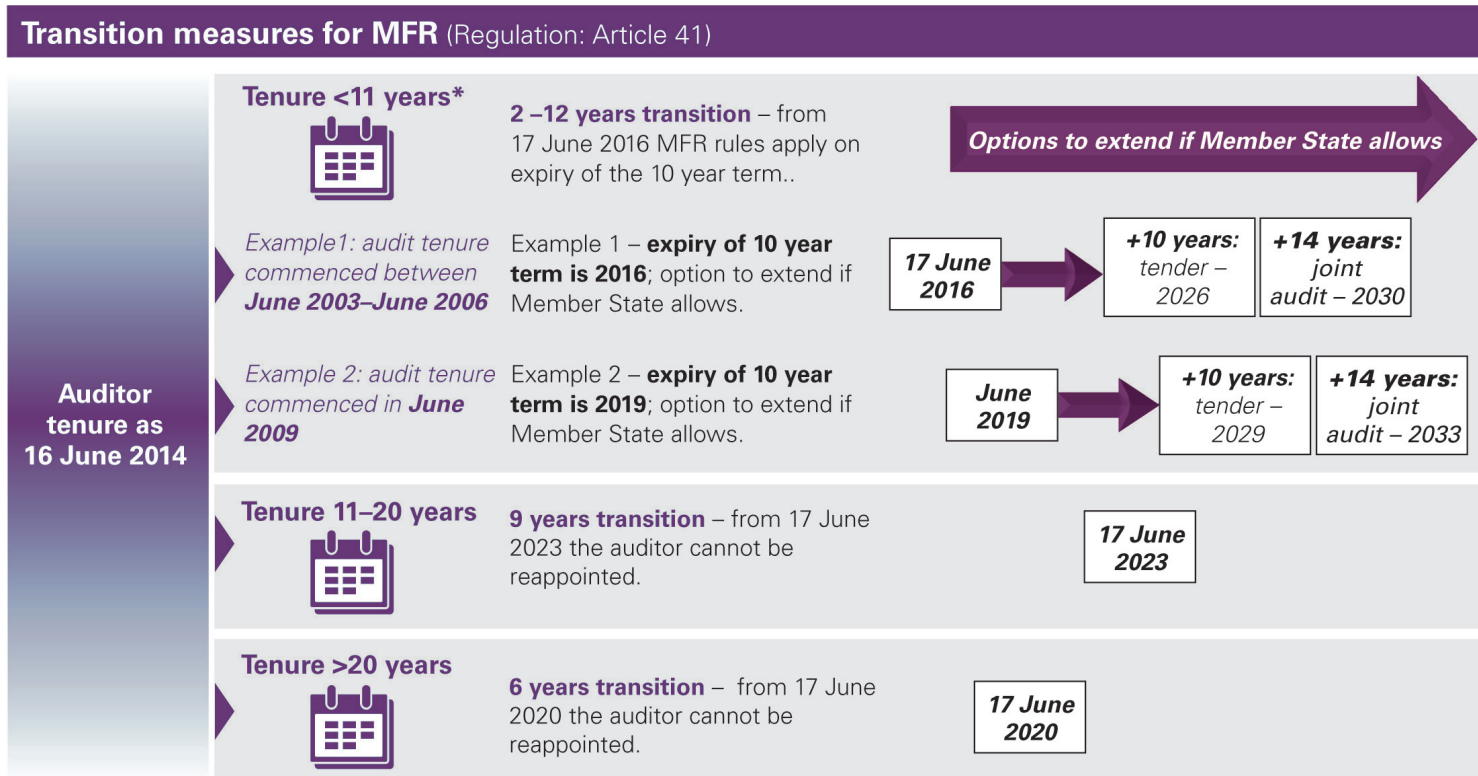 Transition measures for MFR (Regulation: Article 41)
Auditor
tenure as
16 June 2014
Tenure <11 years*
2 –12 years transition – from
17 June 2016 MFR rules apply on
expiry of the 10 year term..
Options to extend if Member State allows
Example1: audit tenure
commenced between
June 2003–June 2006
Example 1 – expiry of 10 year
term is 2016; option to extend if
Member State allows.
17 June
2016
+10 years:
tender –
2026
+14 years:
joint
audit – 2030
Example 2: audit tenure
commenced in June
2009
Example 2 – expiry of 10 year
term is 2019; option to extend if
Member State allows.
June
2019
+10 years:
tender –
2029
+14 years:
joint
audit – 2033
Tenure 11–20 years
9 years transition – from 17 June
2023 the auditor cannot be
reappointed.
17 June
2023
Tenure >20 years
6 years transition – from 17 June
2020 the auditor cannot be
reappointed.
17 June
2020